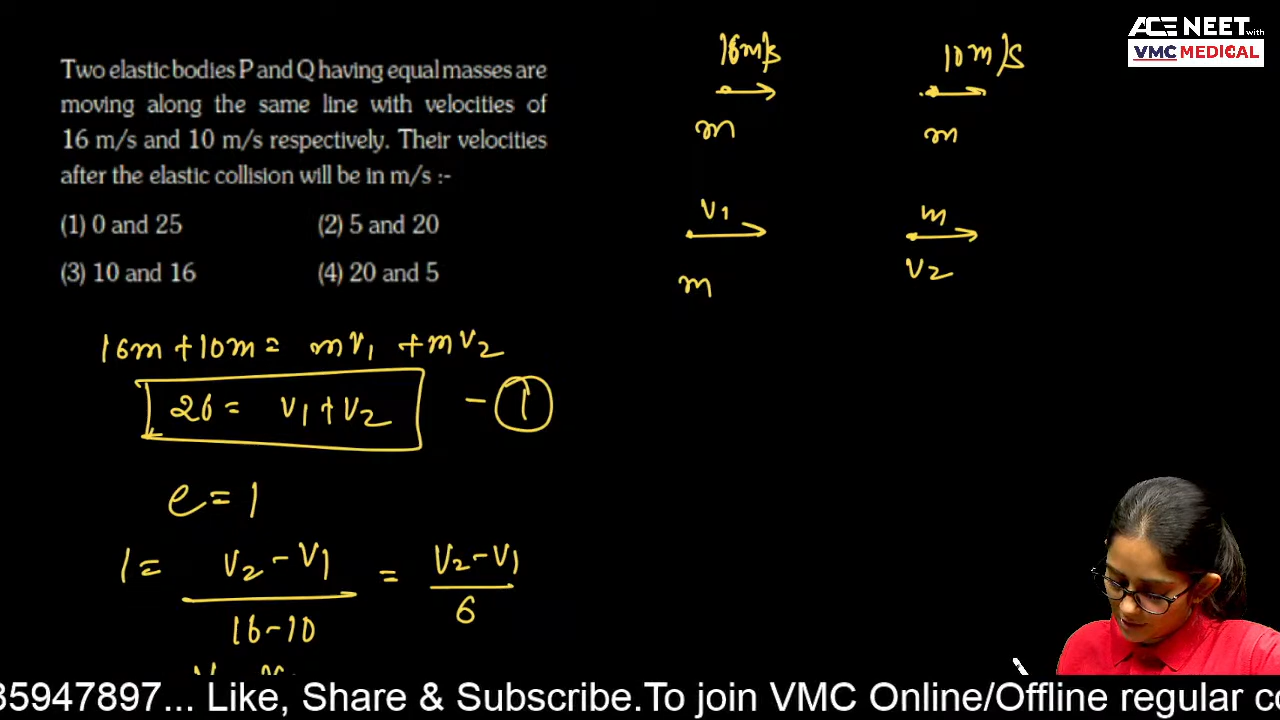 ACE NEET with
VMC MEDICAL
Two elastic bodies P and Q having equal masses are
moving along the same line with velocities of
16 m/s and 10 m/s respectively. Their velocities
after the elastic collision will be in m/s :-
(1) 0 and 25 (2) 5 and 20
(3) 10 and 16 (4) 20 and 5
16m/s 10m/s
m m
v1 m
m v2
16m + 10m = mv1 + mv2
26 = v1 + v2 - 1
e = 1
1 = v2 - v1 / 16-10 = v2 - v1 / 6
35947897... Like, Share & Subscribe.To join VMC Online/Offline regular co